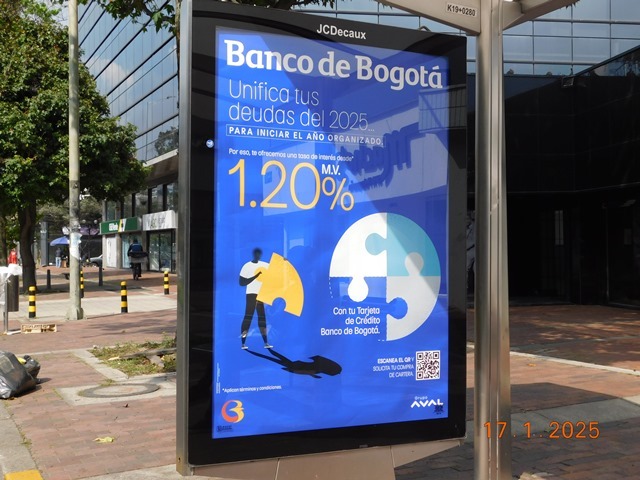 K19+0280
JCDecaux
Banco de Bogotá
Unifica tus
deudas del 2025...
PARA INICIAR EL AÑO ORGANIZADO.
Por eso, te ofrecemos una tasa de interés desde*
1.20%
M.V.
Con tu Tarjeta
de Crédito
Banco de Bogotá.
ESCANEA EL QR Y
SOLICITA TU COMPRA
DE CARTERA.
*Aplican términos y condiciones.
Grupo
AVAL
17 1 2025